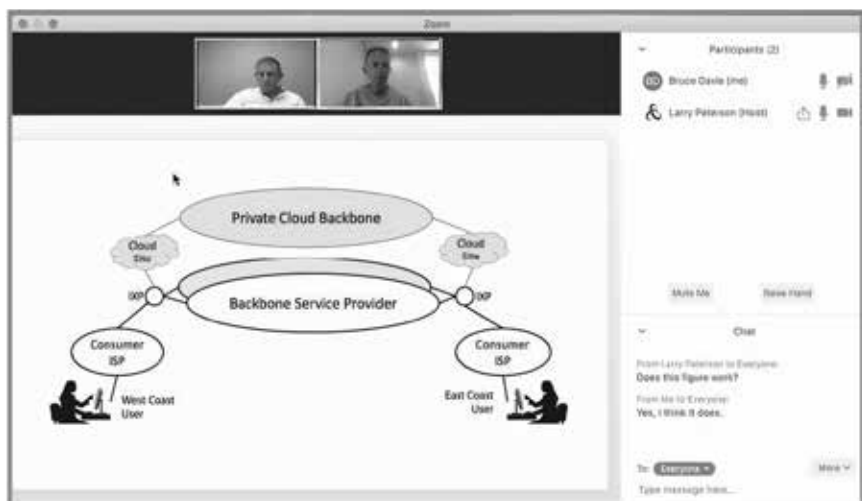 Zoom
Participants (2)
BD Bruce Davie (me)
Larry Peterson (Host)
Private Cloud Backbone
Cloud
Cloud
Site
IXP
IXP
Backbone Service Provider
Consumer
ISP
Consumer
ISP
West Coast
User
East Coast
User
Mute Me
Raise Hand
Chat
From Larry Peterson to Everyone:
Does this figure work?
From Me to Everyone:
Yes, I think it does.
To: Everyone
More
Type message here...